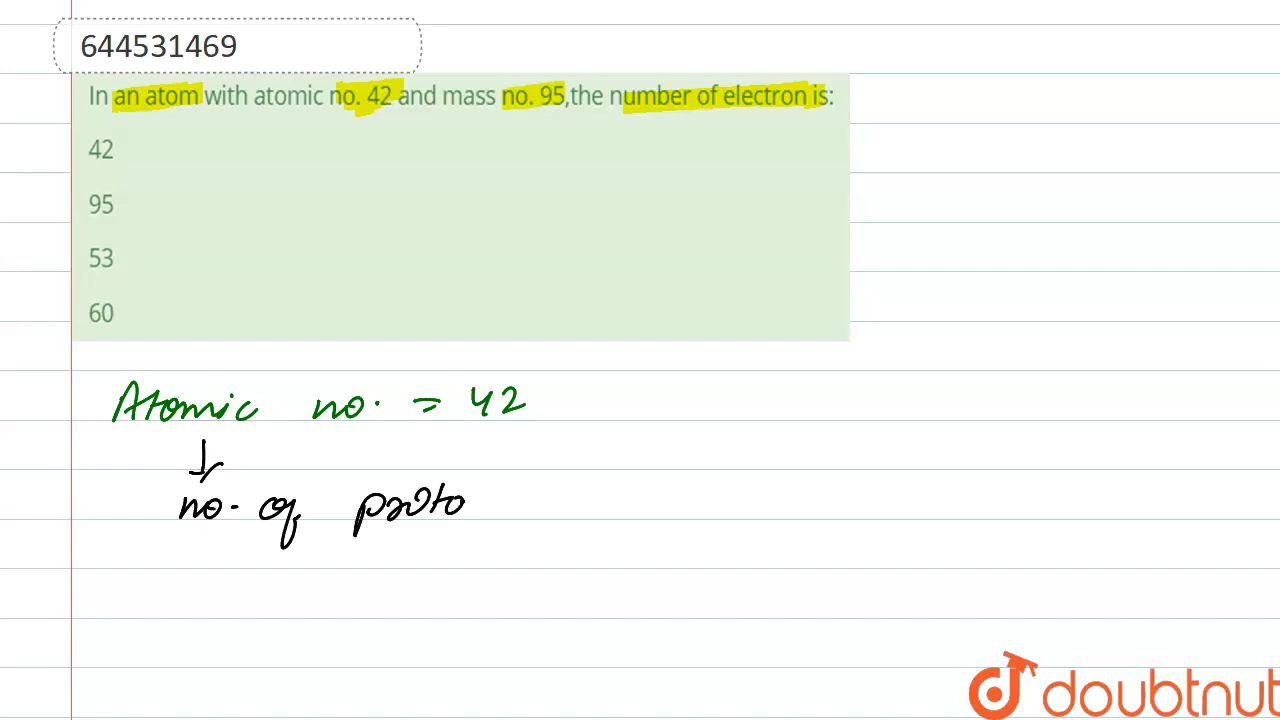 644531469
In an atom with atomic no. 42 and mass no. 95,the number of electron is:
42
95
53
60
Atomic no. = 42
no. of proto
doubtnut